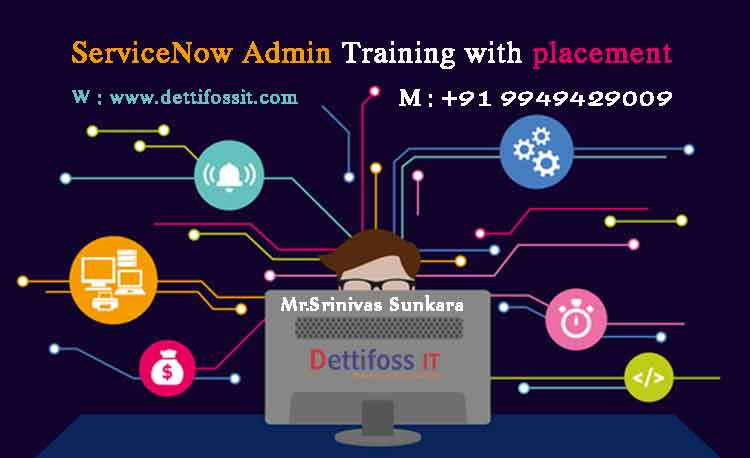 ServiceNow Admin Training with placement
W : www.dettifossit.com M : +91 9949429009
Mr.Srinivas Sunkara
Dettifoss IT
$
</>